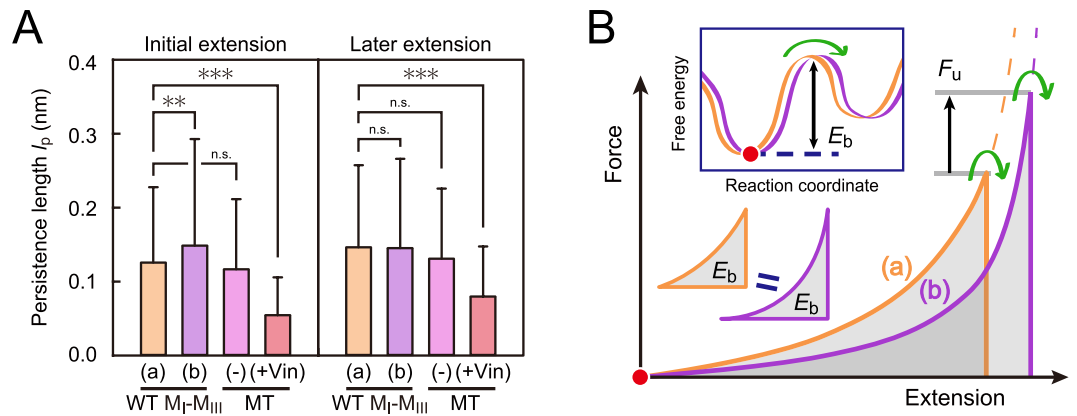 A
Initial extension
Later extension
Persistence length lp (nm)
0.4
0.3
0.2
0.1
0.0
***
**
n.s.
***
n.s.
n.s.
(a) (b) (-) (+Vin)
(a) (b) (-) (+Vin)
WT MI-MIII MT
WT MI-MIII MT
B
Free energy
Eb
Reaction coordinate
Fu
Force
Eb
=
Eb
(a)
(b)
Extension